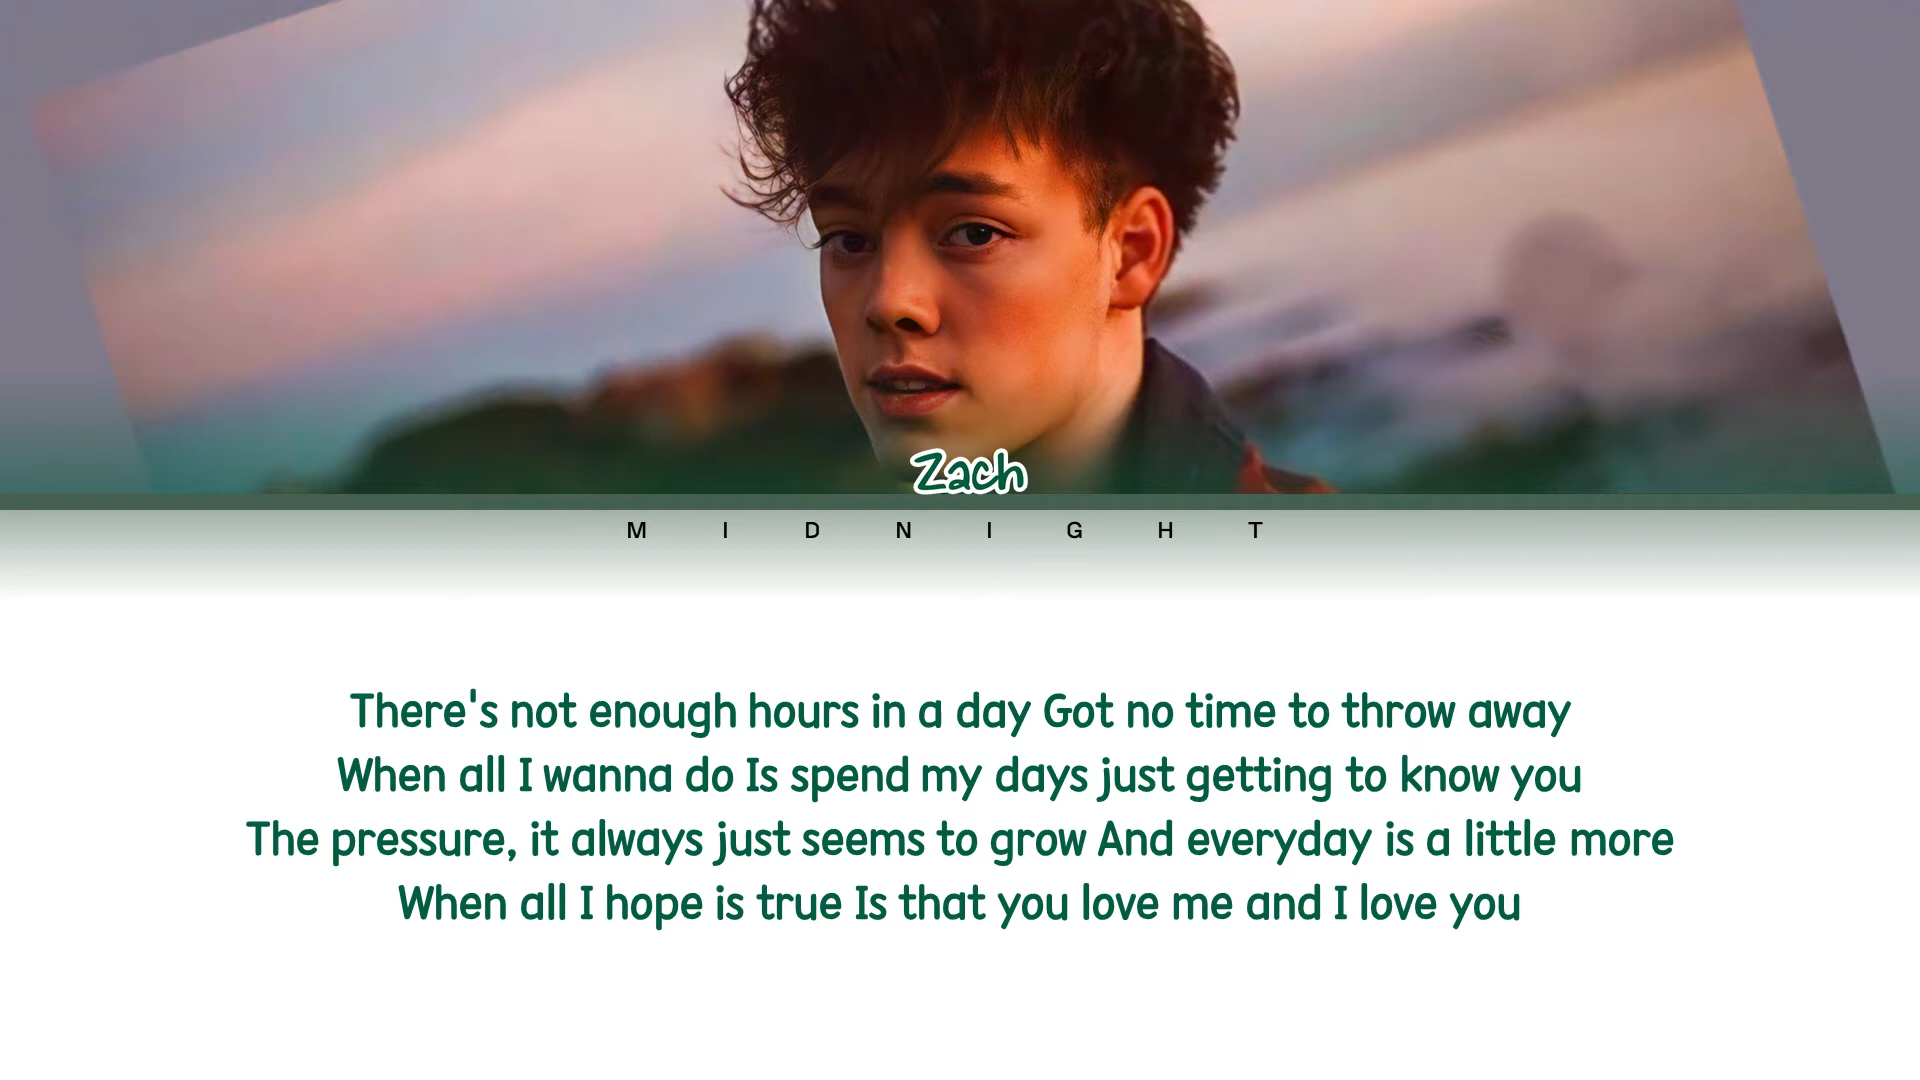 Zach
MIDNIGHT
There's not enough hours in a day Got no time to throw away
When all I wanna do Is spend my days just getting to know you
The pressure, it always just seems to grow And everyday is a little more
When all I hope is true Is that you love me and I love you